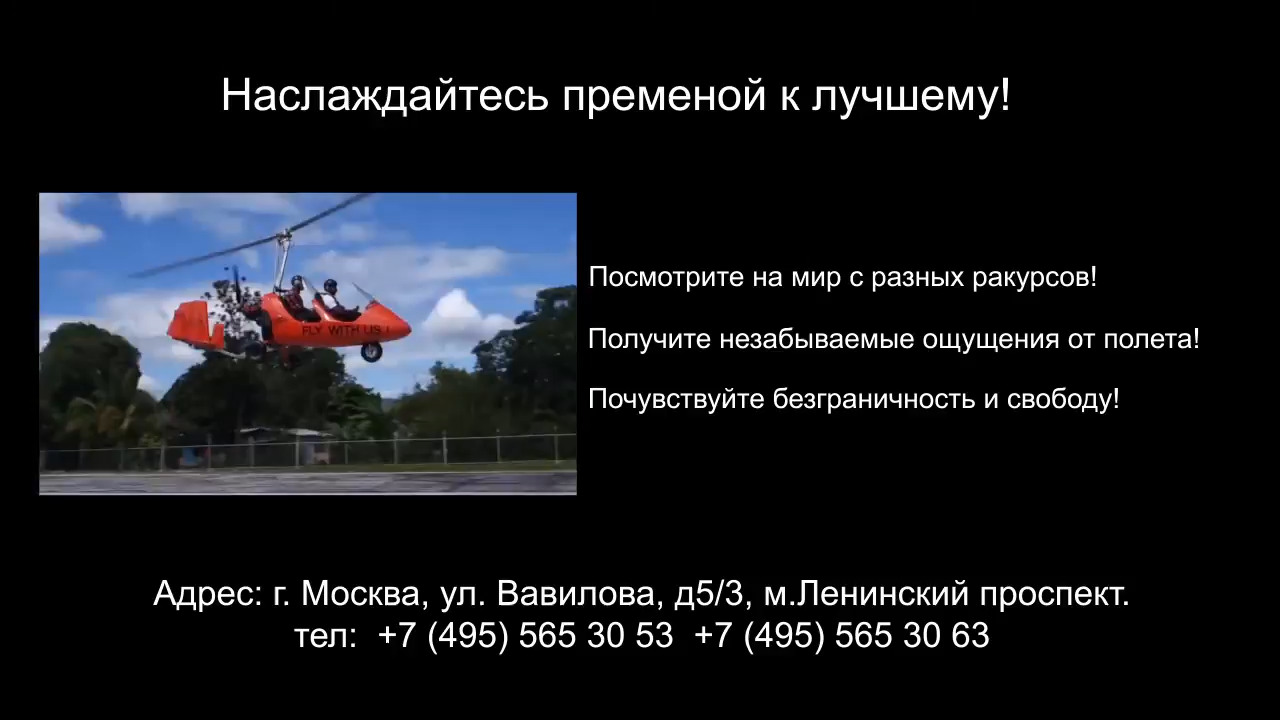 Наслаждайтесь пременой к лучшему!
FLY WITH US !
Посмотрите на мир с разных ракурсов!
Получите незабываемые ощущения от полета!
Почувствуйте безграничность и свободу!
Адрес: г. Москва, ул. Вавилова, д5/3, м.Ленинский проспект.
тел: +7 (495) 565 30 53 +7 (495) 565 30 63